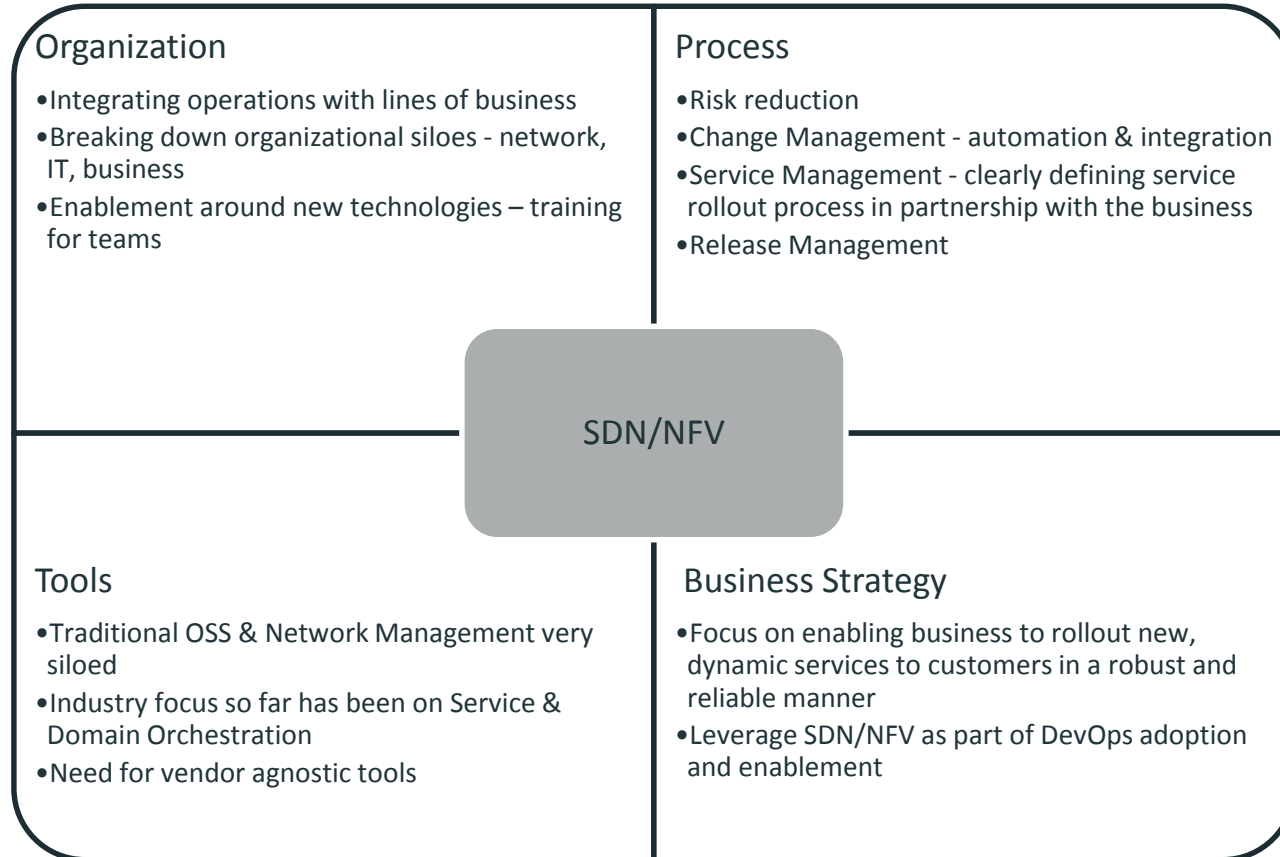 Organization
•Integrating operations with lines of business
•Breaking down organizational siloes - network,
IT, business
•Enablement around new technologies – training
for teams
Process
•Risk reduction
•Change Management - automation & integration
•Service Management - clearly defining service
rollout process in partnership with the business
•Release Management
SDN/NFV
Tools
•Traditional OSS & Network Management very
siloed
•Industry focus so far has been on Service &
Domain Orchestration
•Need for vendor agnostic tools
Business Strategy
•Focus on enabling business to rollout new,
dynamic services to customers in a robust and
reliable manner
•Leverage SDN/NFV as part of DevOps adoption
and enablement